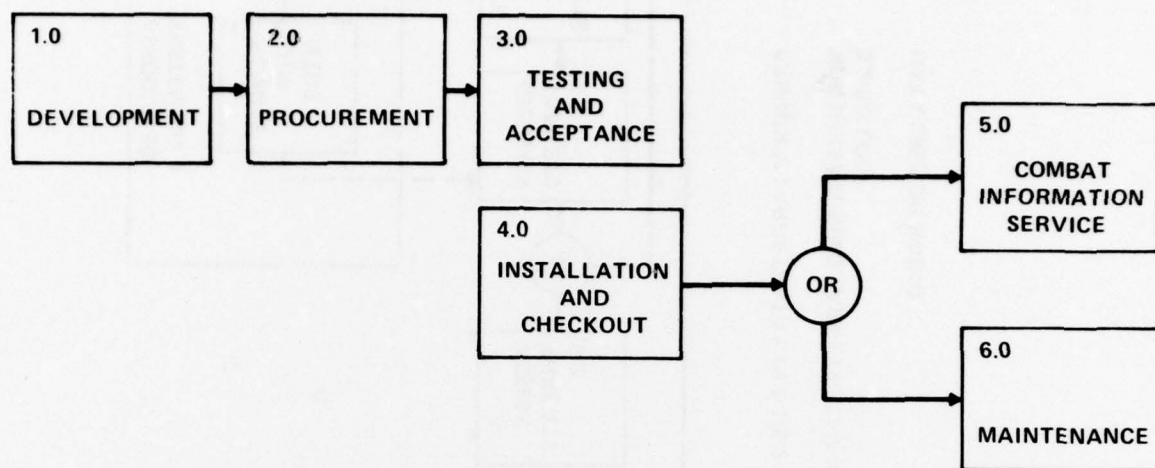 1.0
DEVELOPMENT
2.0
PROCUREMENT
3.0
TESTING
AND
ACCEPTANCE
4.0
INSTALLATION
AND
CHECKOUT
OR
5.0
COMBAT
INFORMATION
SERVICE
6.0
MAINTENANCE